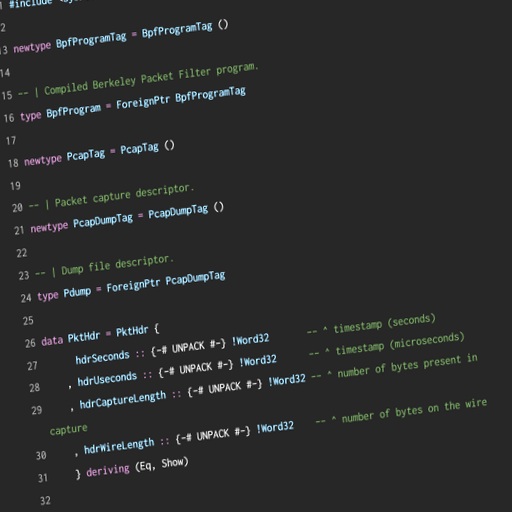 #include
2
13 newtype BpfProgramTag = BpfProgramTag ()
14
15 -- | Compiled Berkeley Packet Filter program.
16 type BpfProgram = ForeignPtr BpfProgramTag
17
18 newtype PcapTag = PcapTag ()
19
20 -- | Packet capture descriptor.
21 newtype PcapDumpTag = PcapDumpTag ()
22
23 -- | Dump file descriptor.
24 type Pdump = ForeignPtr PcapDumpTag
25
26 data PktHdr = PktHdr {
27 hdrSeconds :: {-# UNPACK #-} !Word32 -- ^ timestamp (seconds)
28 , hdrUseconds :: {-# UNPACK #-} !Word32 -- ^ timestamp (microseconds)
29 , hdrCaptureLength :: {-# UNPACK #-} !Word32 -- ^ number of bytes present in
capture
30 , hdrWireLength :: {-# UNPACK #-} !Word32 -- ^ number of bytes on the wire
31 } deriving (Eq, Show)
32